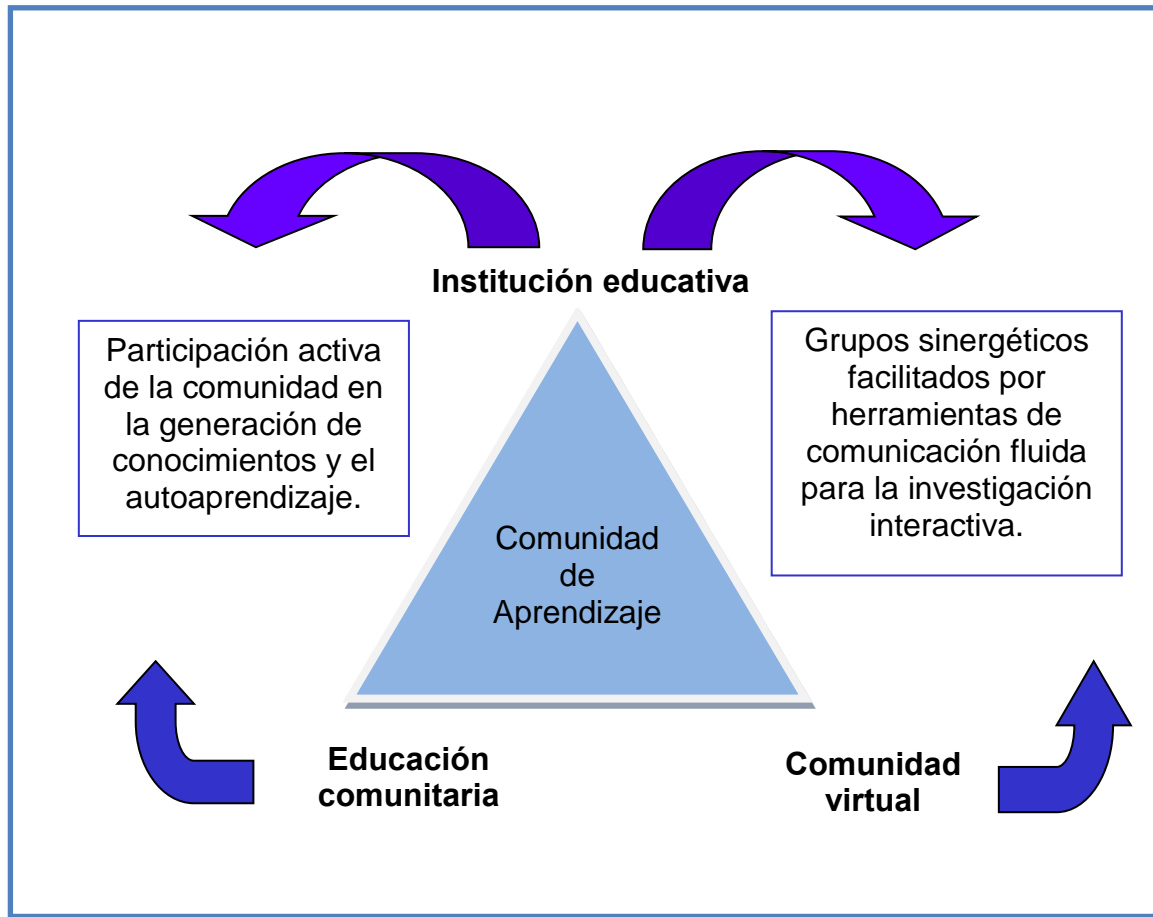 Institución educativa
Participación activa
de la comunidad en
la generación de
conocimientos y el
autoaprendizaje.
Grupos sinergéticos
facilitados por
herramientas de
comunicación fluida
para la investigación
interactiva.
Comunidad
de
Aprendizaje
Educación
comunitaria
Comunidad
virtual